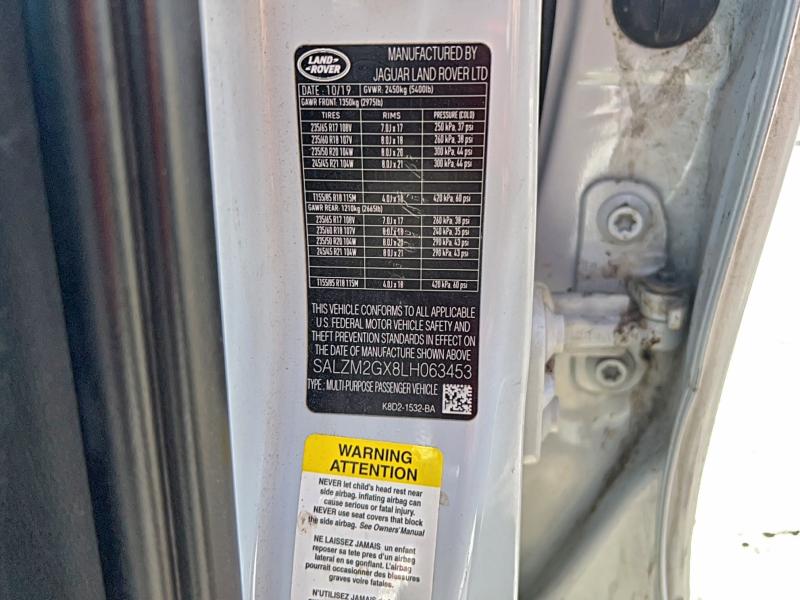 LAND
ROVER
MANUFACTURED BY
JAGUAR LAND ROVER LTD
DATE : 10/19 GVWR: 2450kg (5400lb)
GAWR FRONT: 1350kg (2975lb)
TIRES RIMS PRESSURE (COLD)
235/65 R17 108V 7.0J x 17 250 kPa, 37 psi
235/60 R18 107V 8.0J x 18 260 kPa, 38 psi
235/50 R20 104W 8.0J x 20 300 kPa, 44 psi
245/45 R21 104W 8.0J x 21 300 kPa, 44 psi
T155/85 R18 115M 4.0J x 18 420 kPa, 60 psi
GAWR REAR: 1210kg (2665lb)
235/65 R17 108V 7.0J x 17 260 kPa, 38 psi
235/60 R18 107V 8.0J x 18 240 kPa, 35 psi
235/50 R20 104W 8.0J x 20 290 kPa, 43 psi
245/45 R21 104W 8.0J x 21 290 kPa, 43 psi
T155/85 R18 115M 4.0J x 18 420 kPa, 60 psi
THIS VEHICLE CONFORMS TO ALL APPLICABLE
U.S. FEDERAL MOTOR VEHICLE SAFETY AND
THEFT PREVENTION STANDARDS IN EFFECT ON
THE DATE OF MANUFACTURE SHOWN ABOVE
SALZM2GX8LH063453
TYPE : MULTI-PURPOSE PASSENGER VEHICLE
K8D2-1532-BA
WARNING
ATTENTION
NEVER let child's head rest near
side airbag. inflating airbag can
cause serious or fatal injury.
NEVER use seat covers that block
the side airbag. See Owners' Manual
NE LAISSEZ JAMAIS un enfant
reposer sa tete pres d'un airbag
lateral en se gonflant. L'airbag
pourrait occasionner des blessures
graves voire fatales.
N'UTILISEZ JAMAIS de